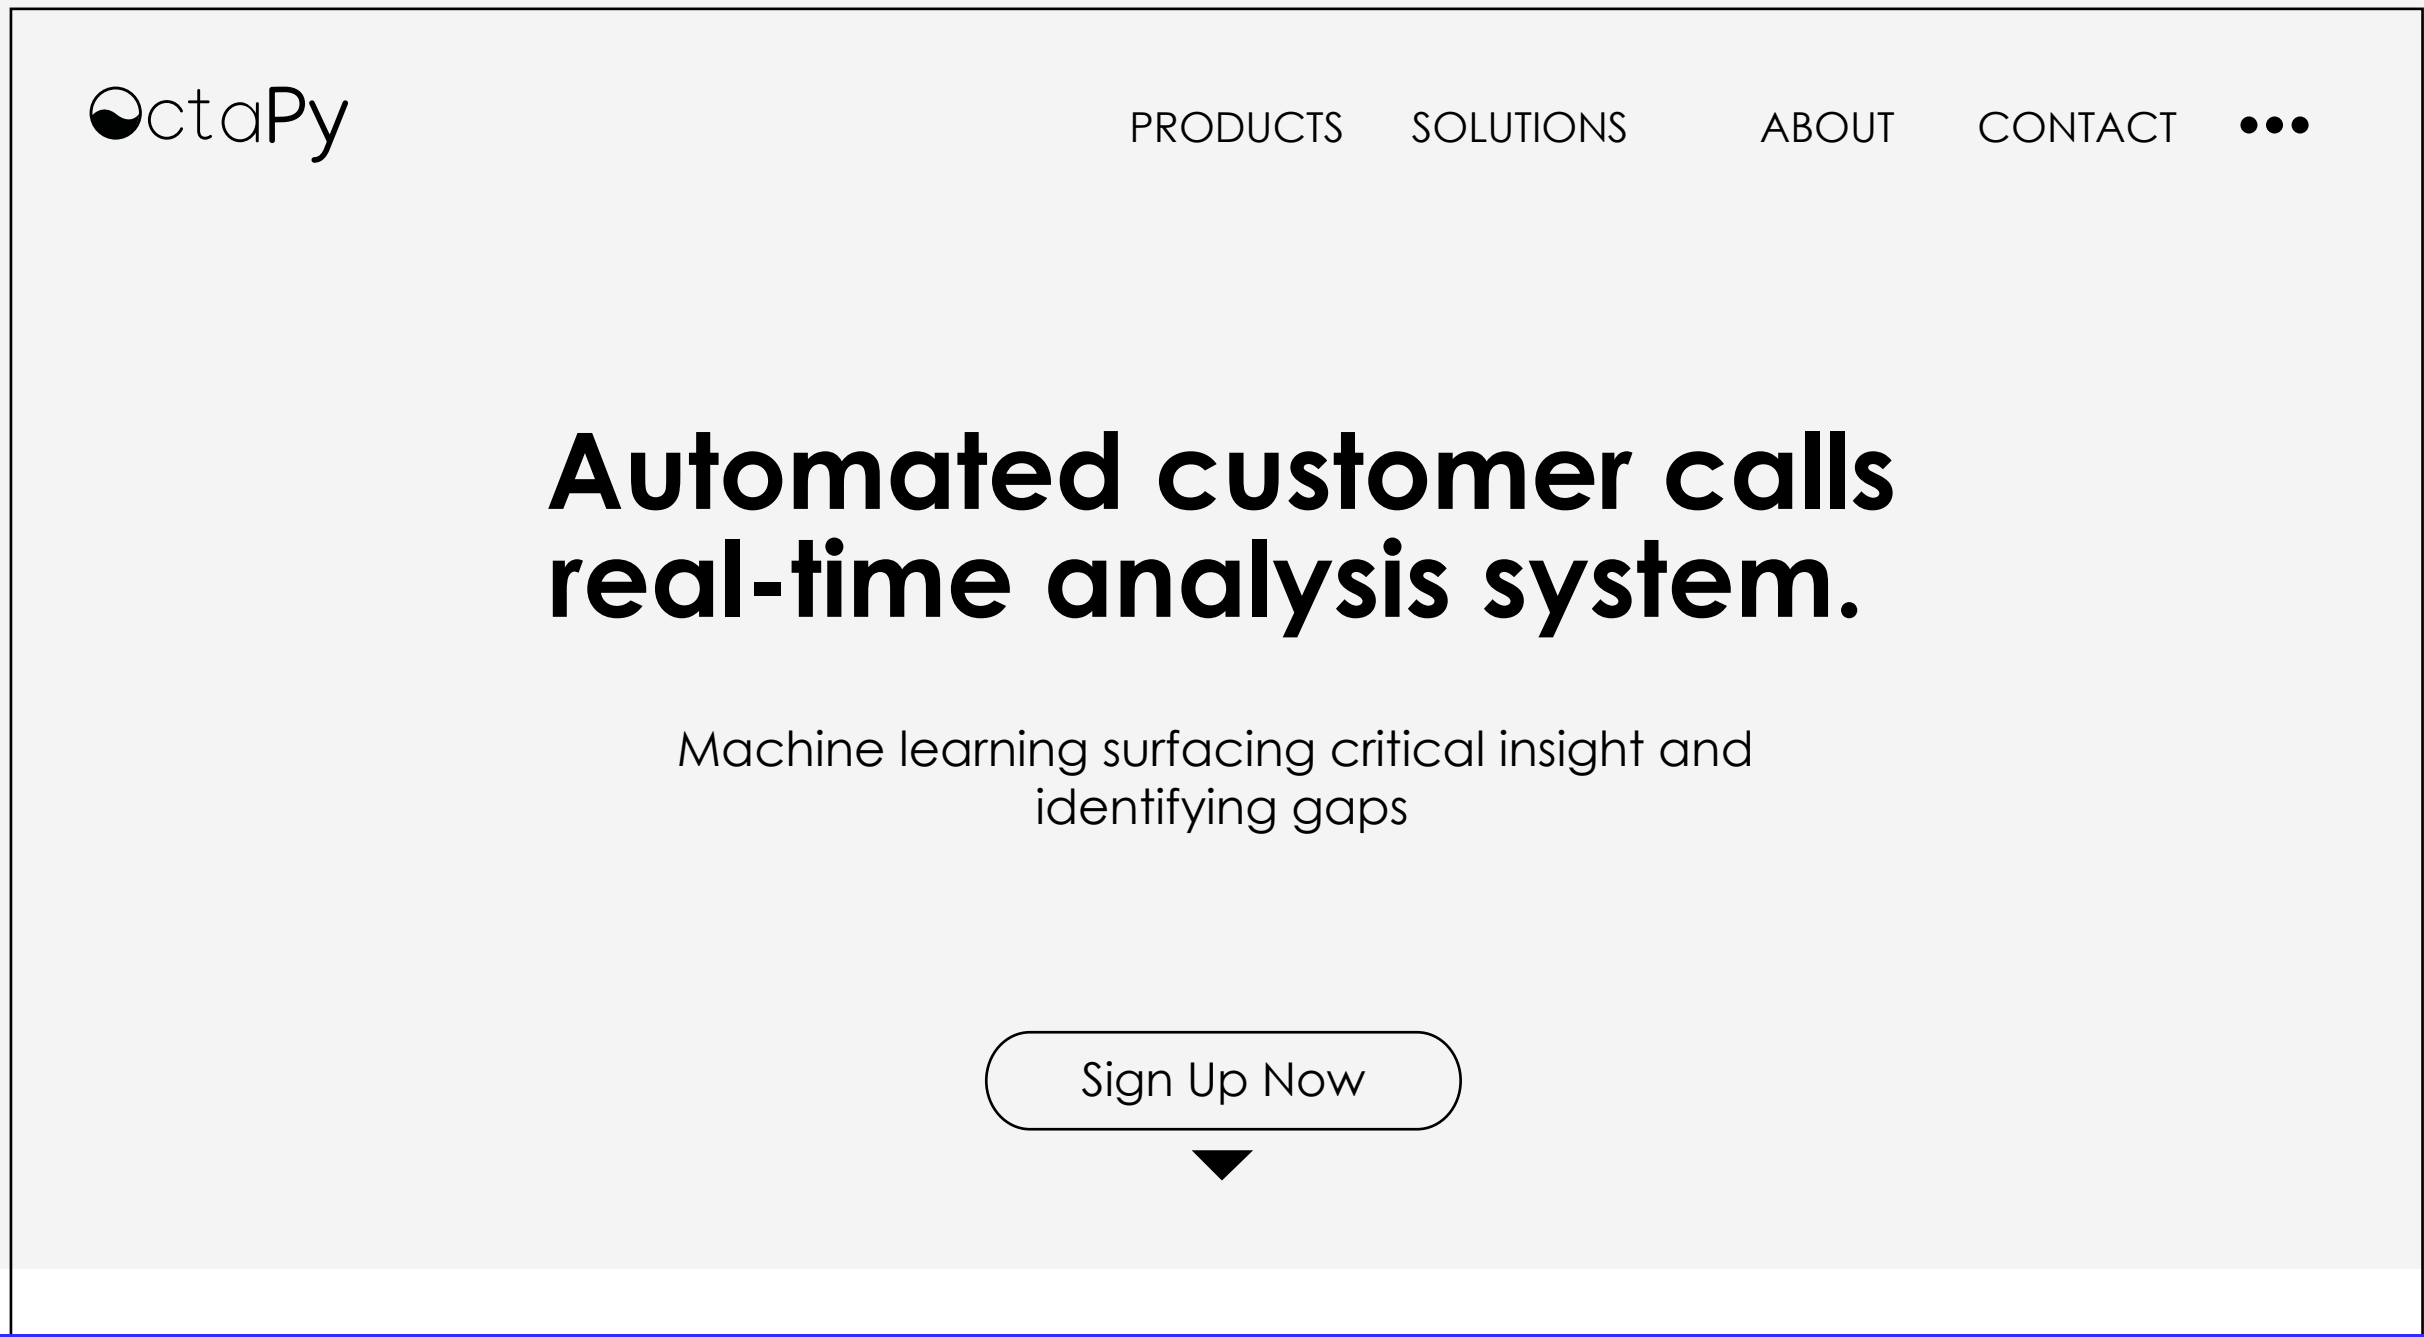 OctaPy
PRODUCTS SOLUTIONS ABOUT CONTACT
Automated customer calls
real-time analysis system.
Machine learning surfacing critical insight and
identifying gaps
Sign Up Now